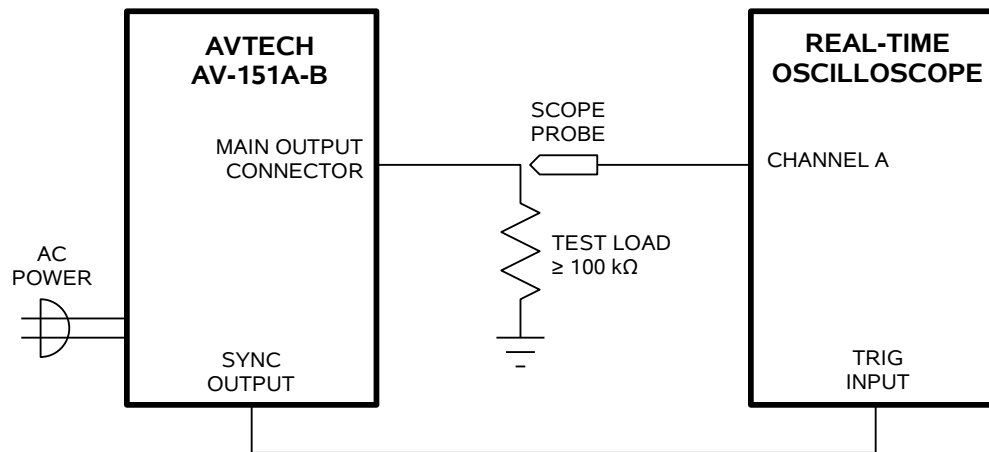 AVTECH
AV-151A-B
MAIN OUTPUT
CONNECTOR
SYNC
OUTPUT
AC
POWER
SCOPE
PROBE
TEST LOAD
≥ 100 kΩ
REAL-TIME
OSCILLOSCOPE
CHANNEL A
TRIG
INPUT